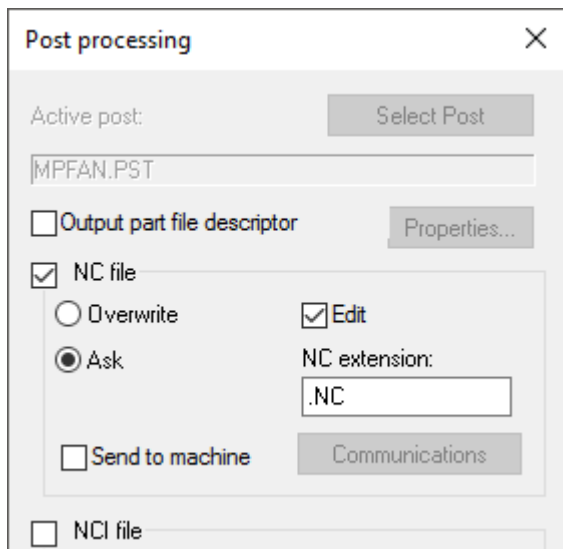 Post processing
Active post:
Select Post
MPFAN.PST
Output part file descriptor
Properties...
NC file
Overwrite
Edit
Ask
NC extension:
.NC
Send to machine
Communications
NCI file